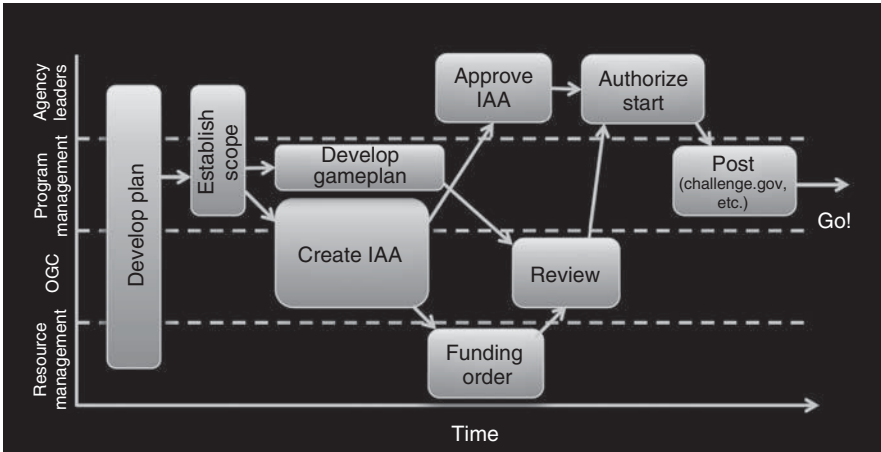 Agency
leaders
Program
management
OGC
Resource
management
Develop plan
Establish
scope
Develop
gameplan
Create IAA
Approve
IAA
Authorize
start
Post
(challenge.gov,
etc.)
Go!
Review
Funding
order
Time